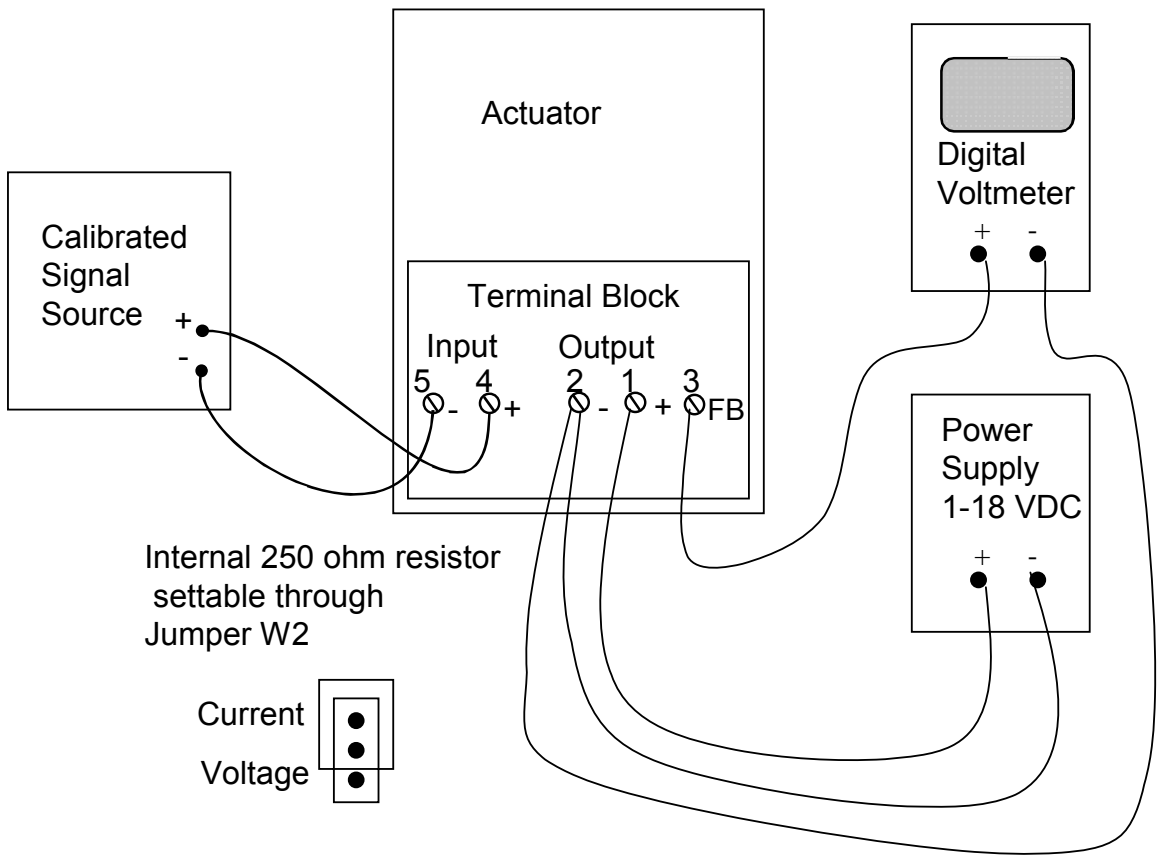 Actuator
Digital
Voltmeter
+ -
Calibrated
Signal
Source
+
-
Terminal Block
Input Output
5 4 2 1 3
- + - + FB
Power
Supply
1-18 VDC
+ -
Internal 250 ohm resistor
settable through
Jumper W2
Current
Voltage